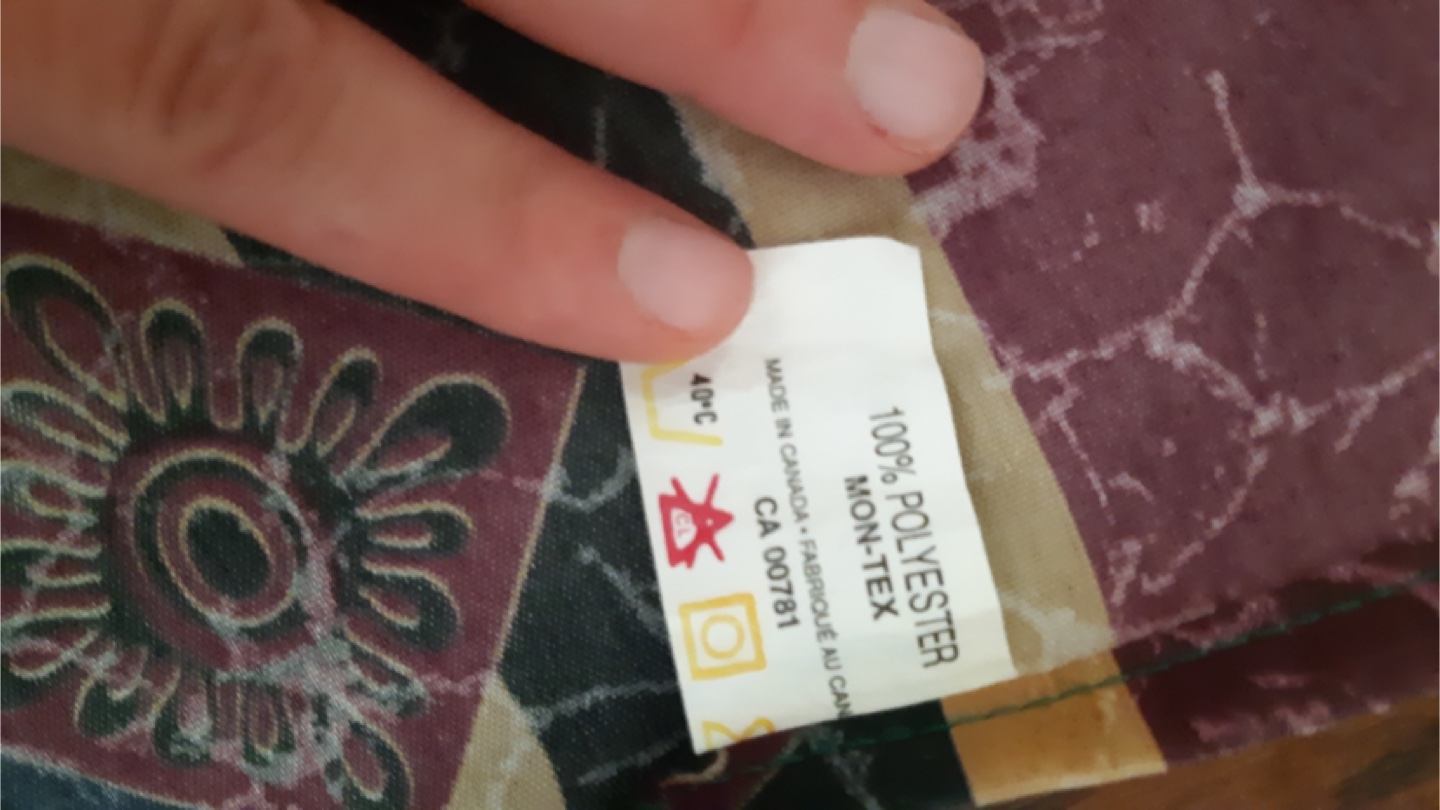 100% POLYESTER
MON-TEX
MADE IN CANADA • FABRIQUÉ AU CAN
CA 00781
40°C
CL